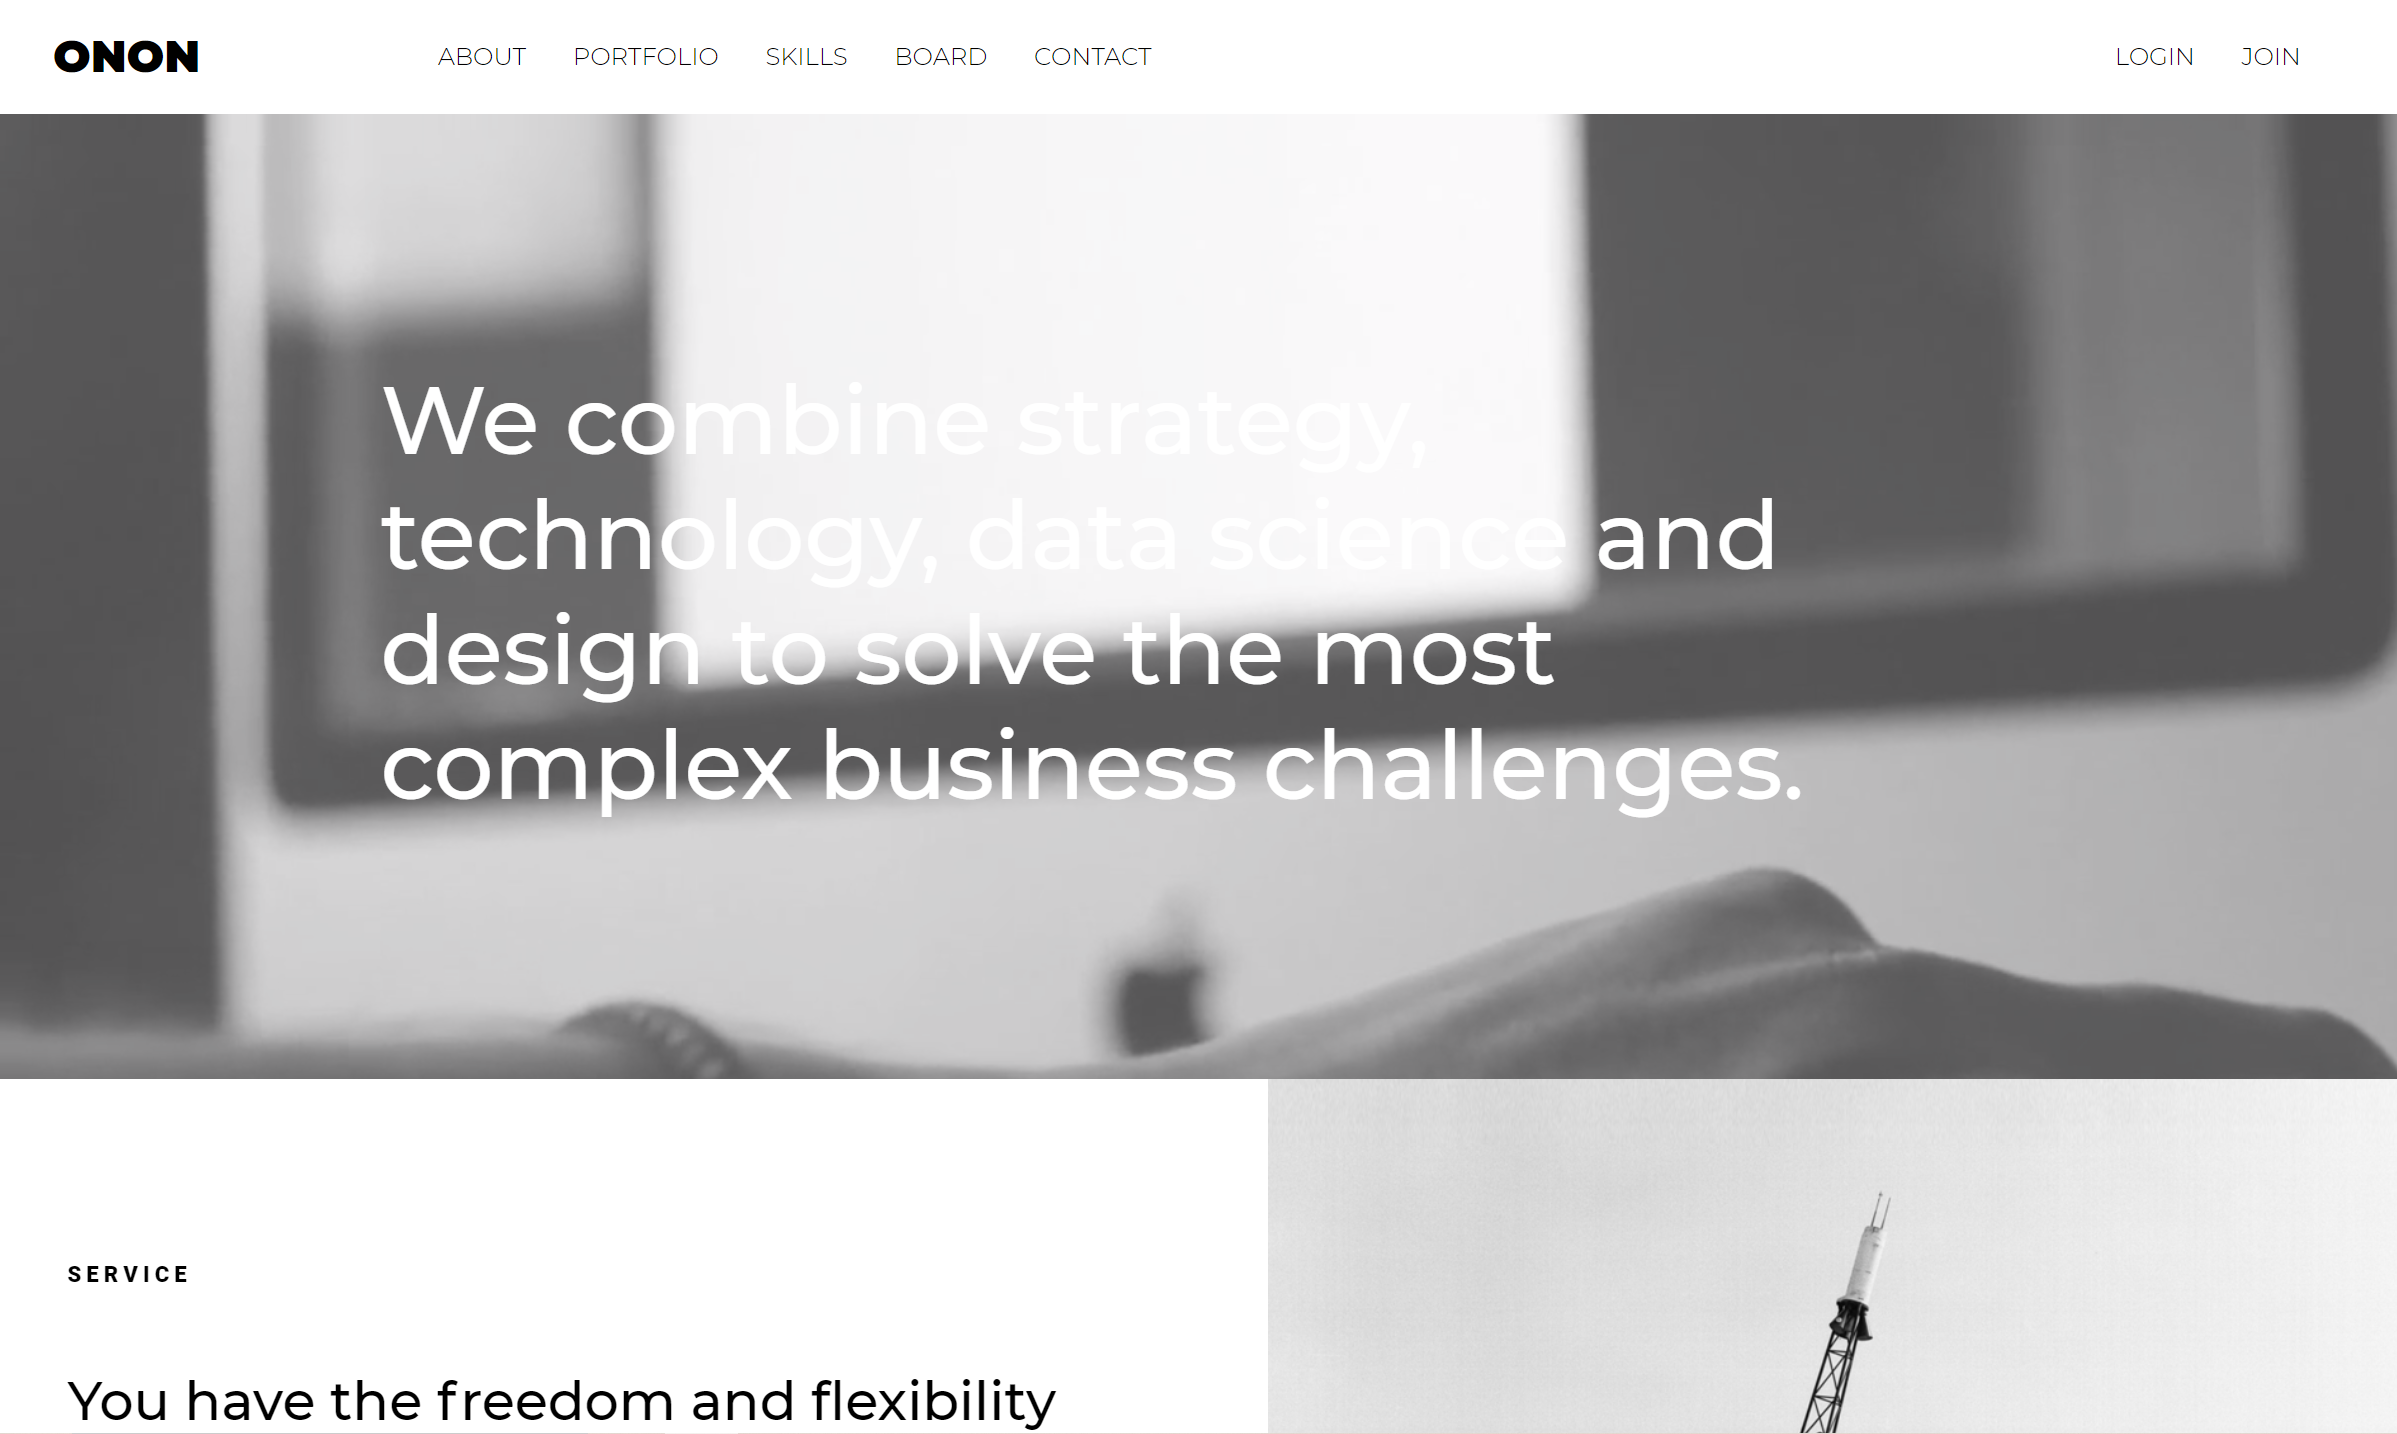 ONON
ABOUT PORTFOLIO SKILLS BOARD CONTACT
LOGIN JOIN
We combine strategy,
technology, data science and
design to solve the most
complex business challenges.
SERVICE
You have the freedom and flexibility